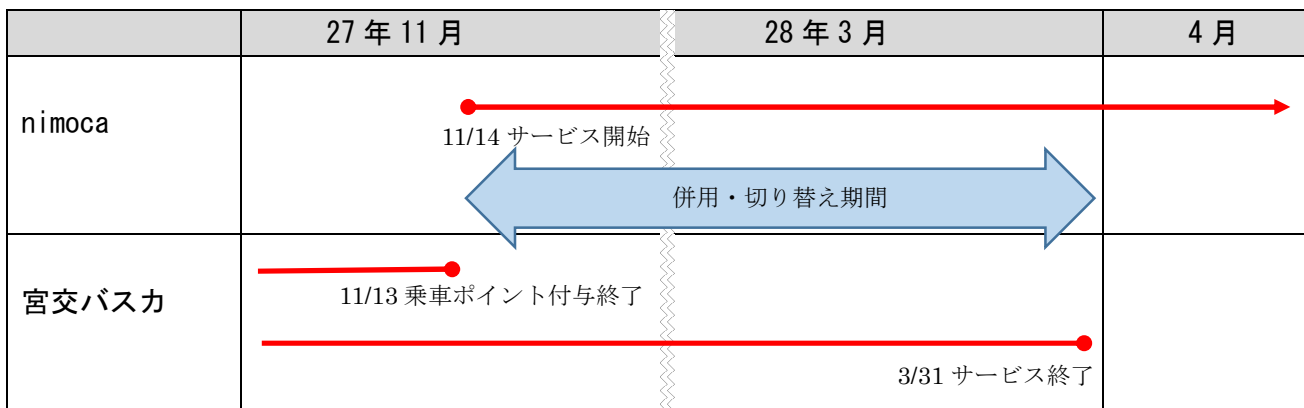 27年11月 28年3月 4月
nimoca
11/14 サービス開始
併用・切り替え期間
宮交バスカ
11/13 乗車ポイント付与終了
3/31 サービス終了